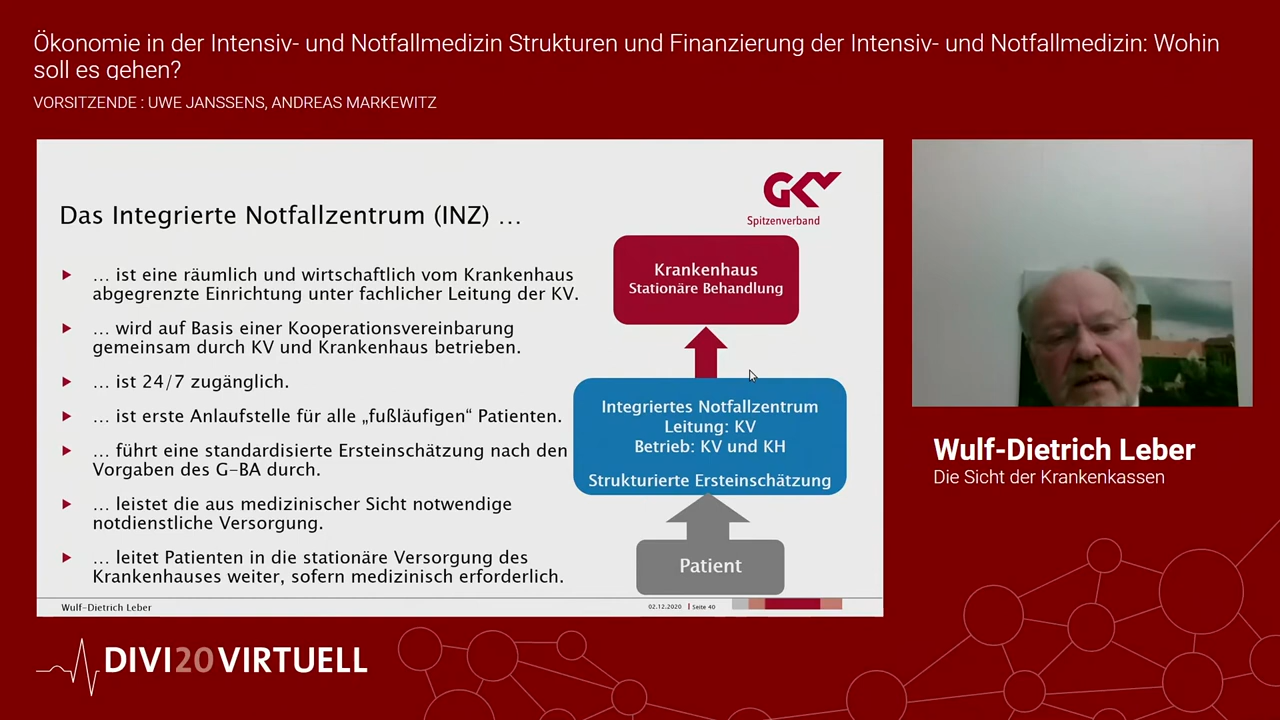 Ökonomie in der Intensiv- und Notfallmedizin Strukturen und Finanzierung der Intensiv- und Notfallmedizin: Wohin
soll es gehen?
VORSITZENDE : UWE JANSSENS, ANDREAS MARKEWITZ
GKV
Spitzenverband
Das Integrierte Notfallzentrum (INZ) …
… ist eine räumlich und wirtschaftlich vom Krankenhaus
abgegrenzte Einrichtung unter fachlicher Leitung der KV.
… wird auf Basis einer Kooperationsvereinbarung
gemeinsam durch KV und Krankenhaus betrieben.
… ist 24/7 zugänglich.
… ist erste Anlaufstelle für alle „fußläufigen“ Patienten.
… führt eine standardisierte Ersteinschätzung nach den
Vorgaben des G-BA durch.
… leistet die aus medizinischer Sicht notwendige
notdienstliche Versorgung.
… leitet Patienten in die stationäre Versorgung des
Krankenhauses weiter, sofern medizinisch erforderlich.
Krankenhaus
Stationäre Behandlung
Integriertes Notfallzentrum
Leitung: KV
Betrieb: KV und KH
Strukturierte Ersteinschätzung
Patient
Wulf-Dietrich Leber
02.12.2020 | Seite 40
Wulf-Dietrich Leber
Die Sicht der Krankenkassen
DIVI20VIRTUELL